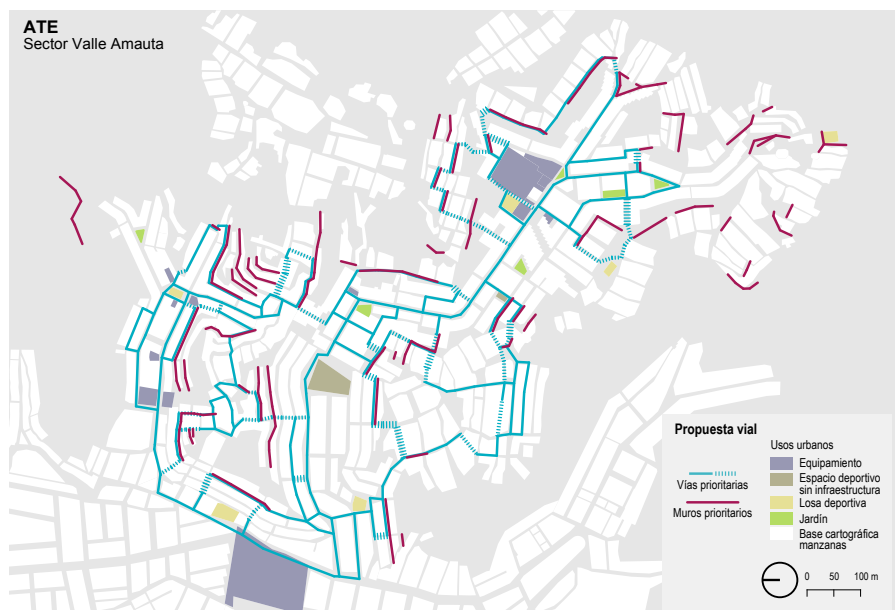 ATE
Sector Valle Amauta
Propuesta vial
Vías prioritarias
Muros prioritarios
Usos urbanos
Equipamiento
Espacio deportivo
sin infraestructura
Losa deportiva
Jardín
Base cartográfica
manzanas
0 50 100 m